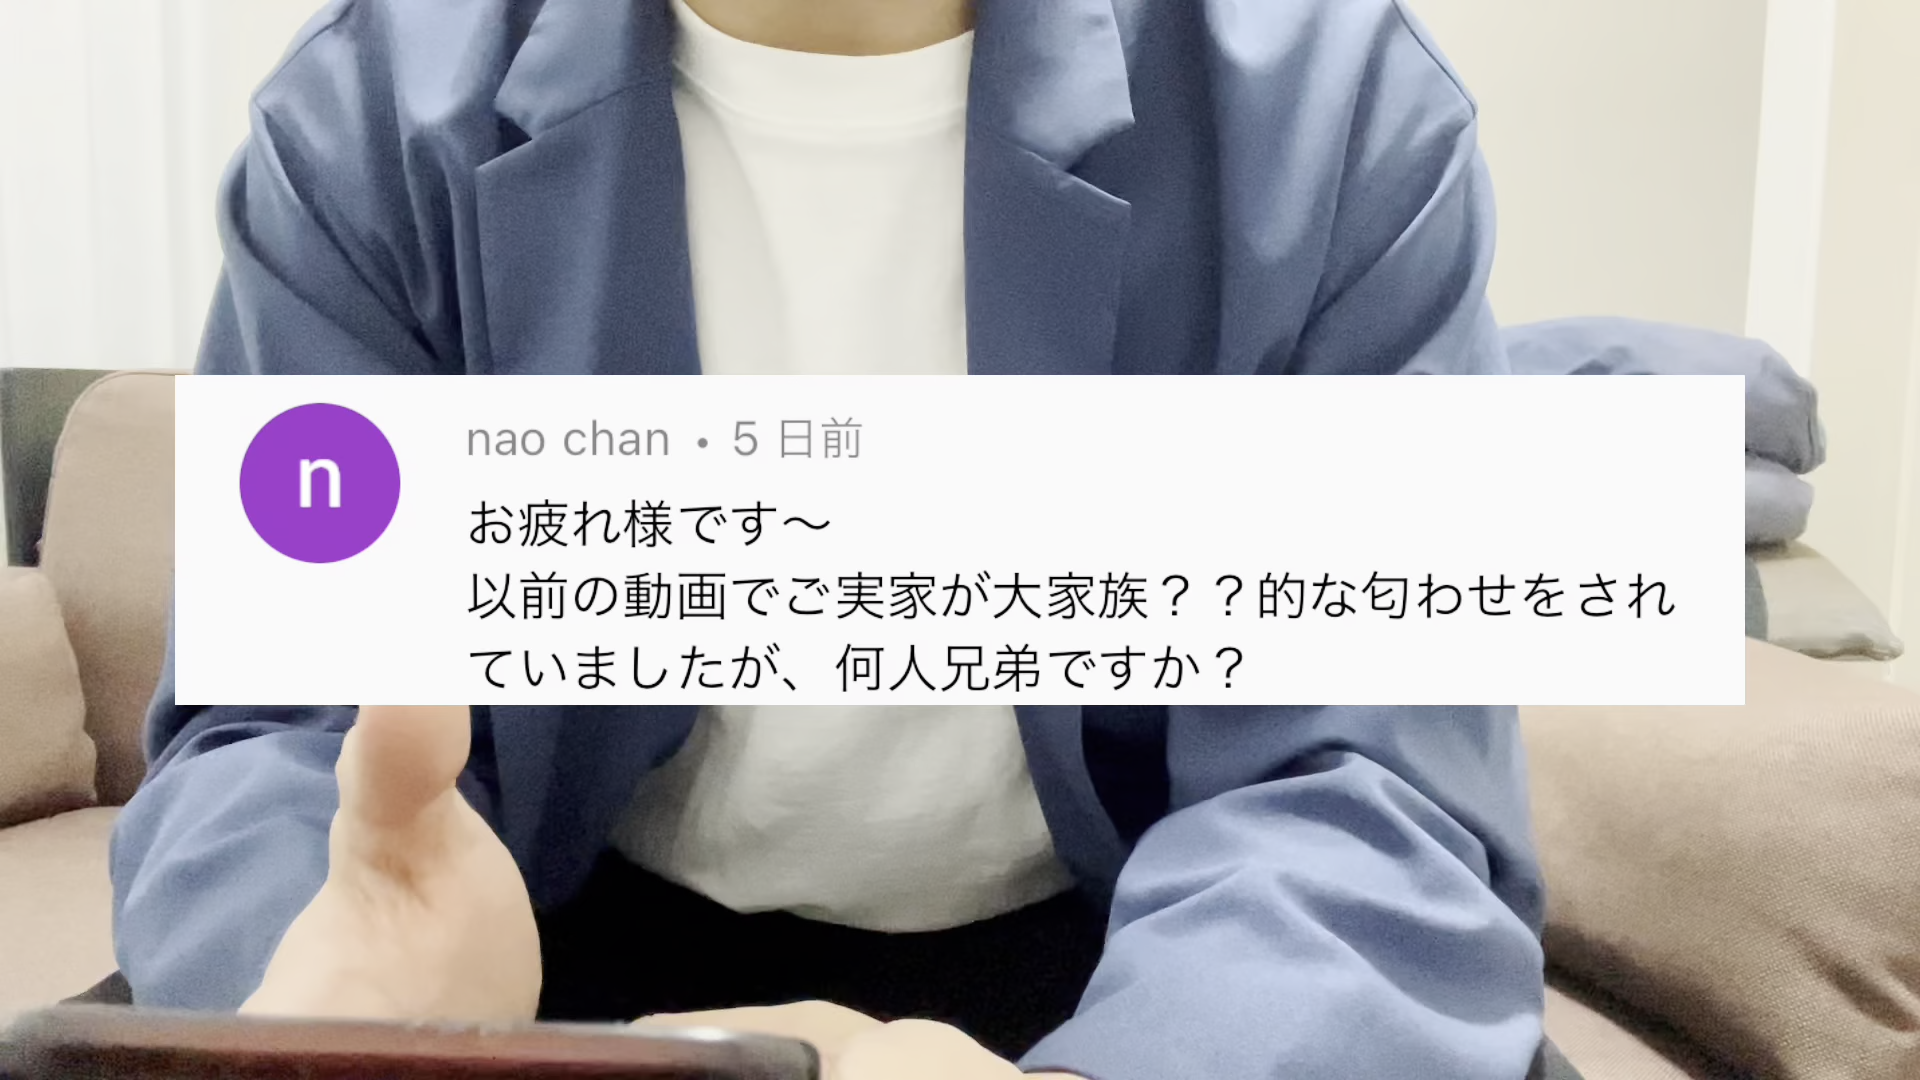 n
nao chan • 5 日前
お疲れ様です〜
以前の動画でご実家が大家族？？的な匂わせをされ
ていましたが、何人兄弟ですか？